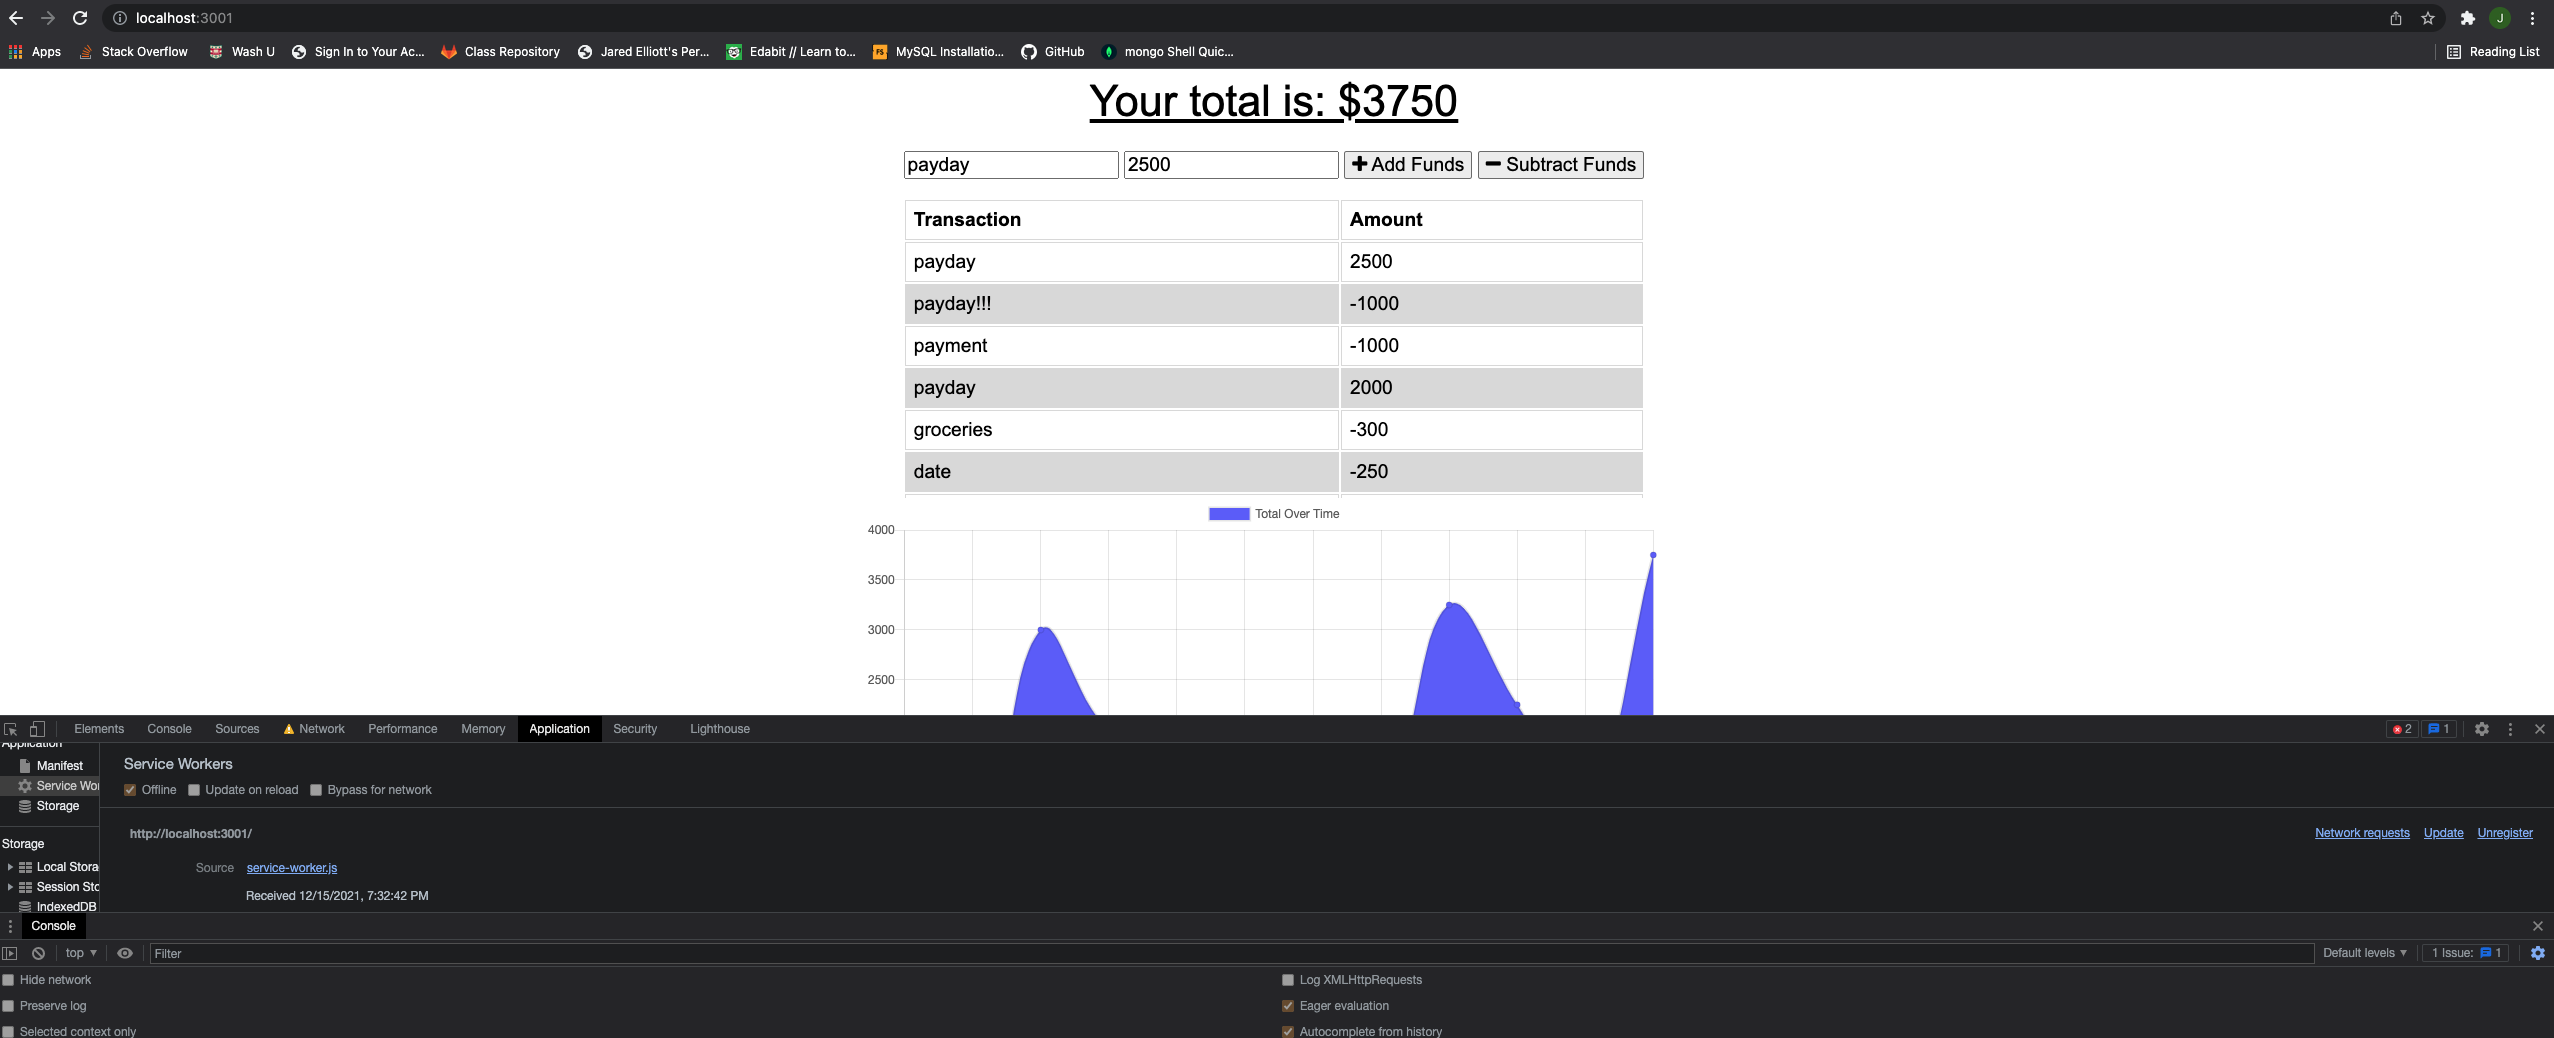 localhost:3001
Apps Stack Overflow Wash U Sign In to Your Ac... Class Repository Jared Elliott's Per... Edabit // Learn to... MySQL Installatio... GitHub mongo Shell Quic... Reading List
J
Your total is: $3750
payday 2500 Add Funds Subtract Funds
Transaction Amount
payday 2500
payday!!! -1000
payment -1000
payday 2000
groceries -300
date -250
Total Over Time
4000
3500
3000
2500
Elements Console Sources Network Performance Memory Application Security Lighthouse 2 1
Application
Manifest
Service Wor
Storage
Storage
Local Stora
Session Sto
IndexedDB
Service Workers
Offline Update on reload Bypass for network
http://localhost:3001/ Network requests Update Unregister
Source service-worker.js
Received 12/15/2021, 7:32:42 PM
Console
top Filter Default levels 1 Issue: 1
Hide network Log XMLHttpRequests
Preserve log Eager evaluation
Selected context only Autocomplete from history